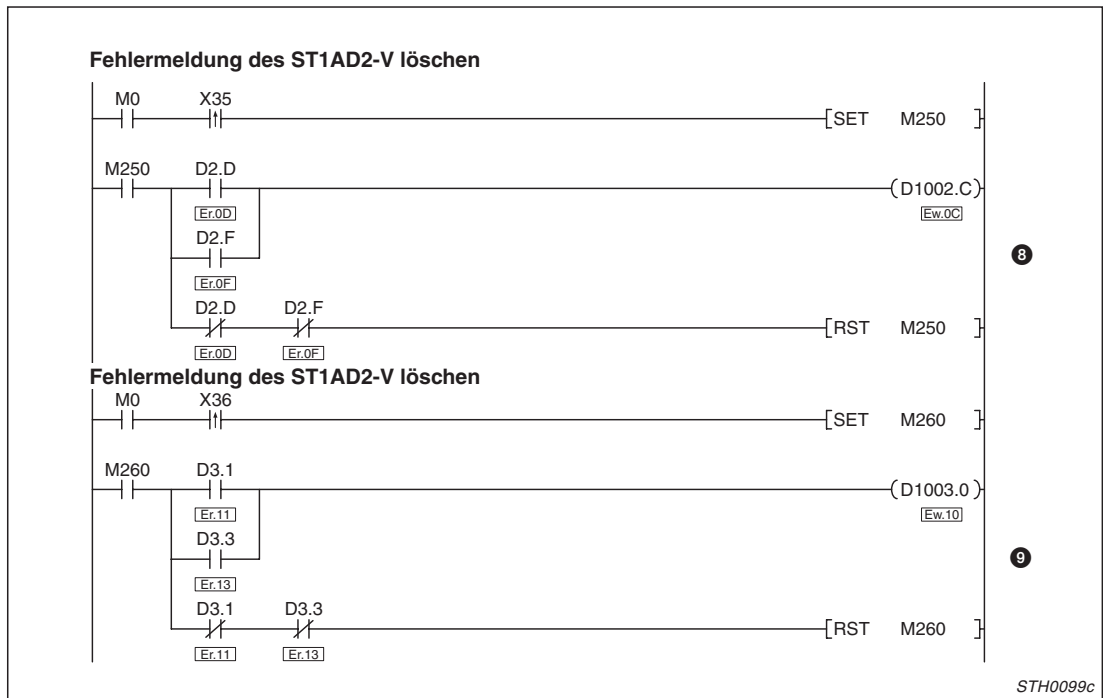 Fehlermeldung des ST1AD2-V löschen
M0 X35
SET M250
M250 D2.D
D1002.C
Er.0D Ew.0C
D2.F
8
Er.0F
D2.D D2.F
RST M250
Er.0D Er.0F
Fehlermeldung des ST1AD2-V löschen
M0 X36
SET M260
M260 D3.1
D1003.0
Er.11 Ew.10
D3.3
9
Er.13
D3.1 D3.3
RST M260
Er.11 Er.13
STH0099c